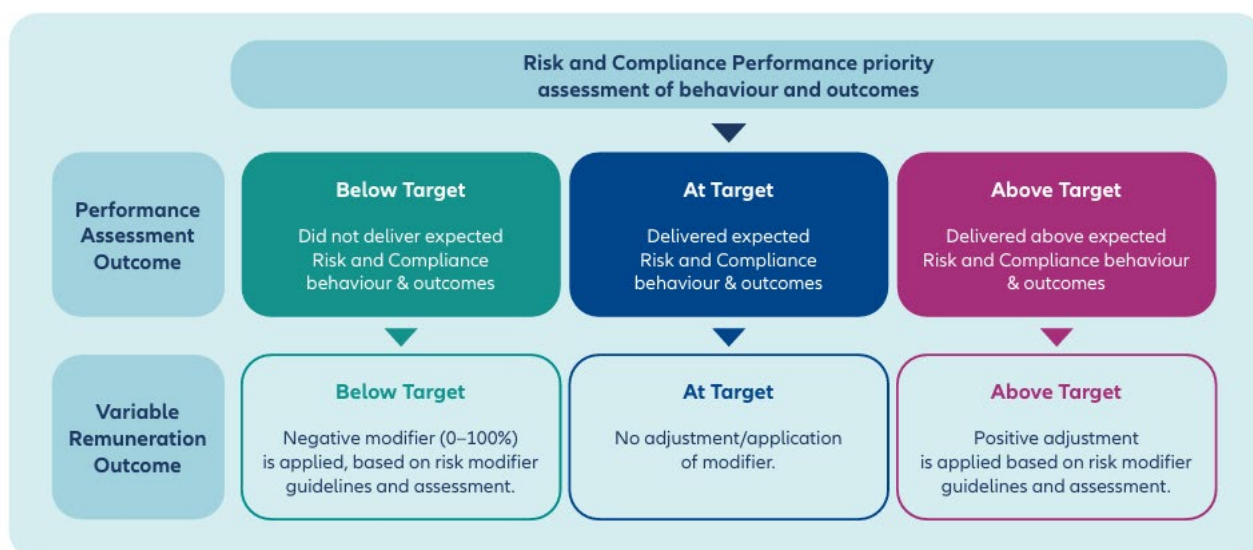 Risk and Compliance Performance priority
assessment of behaviour and outcomes
Performance
Assessment
Outcome
Below Target
Did not deliver expected
Risk and Compliance
behaviour & outcomes
At Target
Delivered expected
Risk and Compliance
behaviour & outcomes
Above Target
Delivered above expected
Risk and Compliance behaviour
& outcomes
Variable
Remuneration
Outcome
Below Target
Negative modifier (0–100%)
is applied, based on risk modifier
guidelines and assessment.
At Target
No adjustment/application
of modifier.
Above Target
Positive adjustment
is applied based on risk modifier
guidelines and assessment.